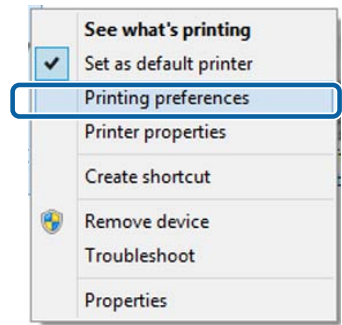 See what's printing
Set as default printer
Printing preferences
Printer properties
Create shortcut
Remove device
Troubleshoot
Properties